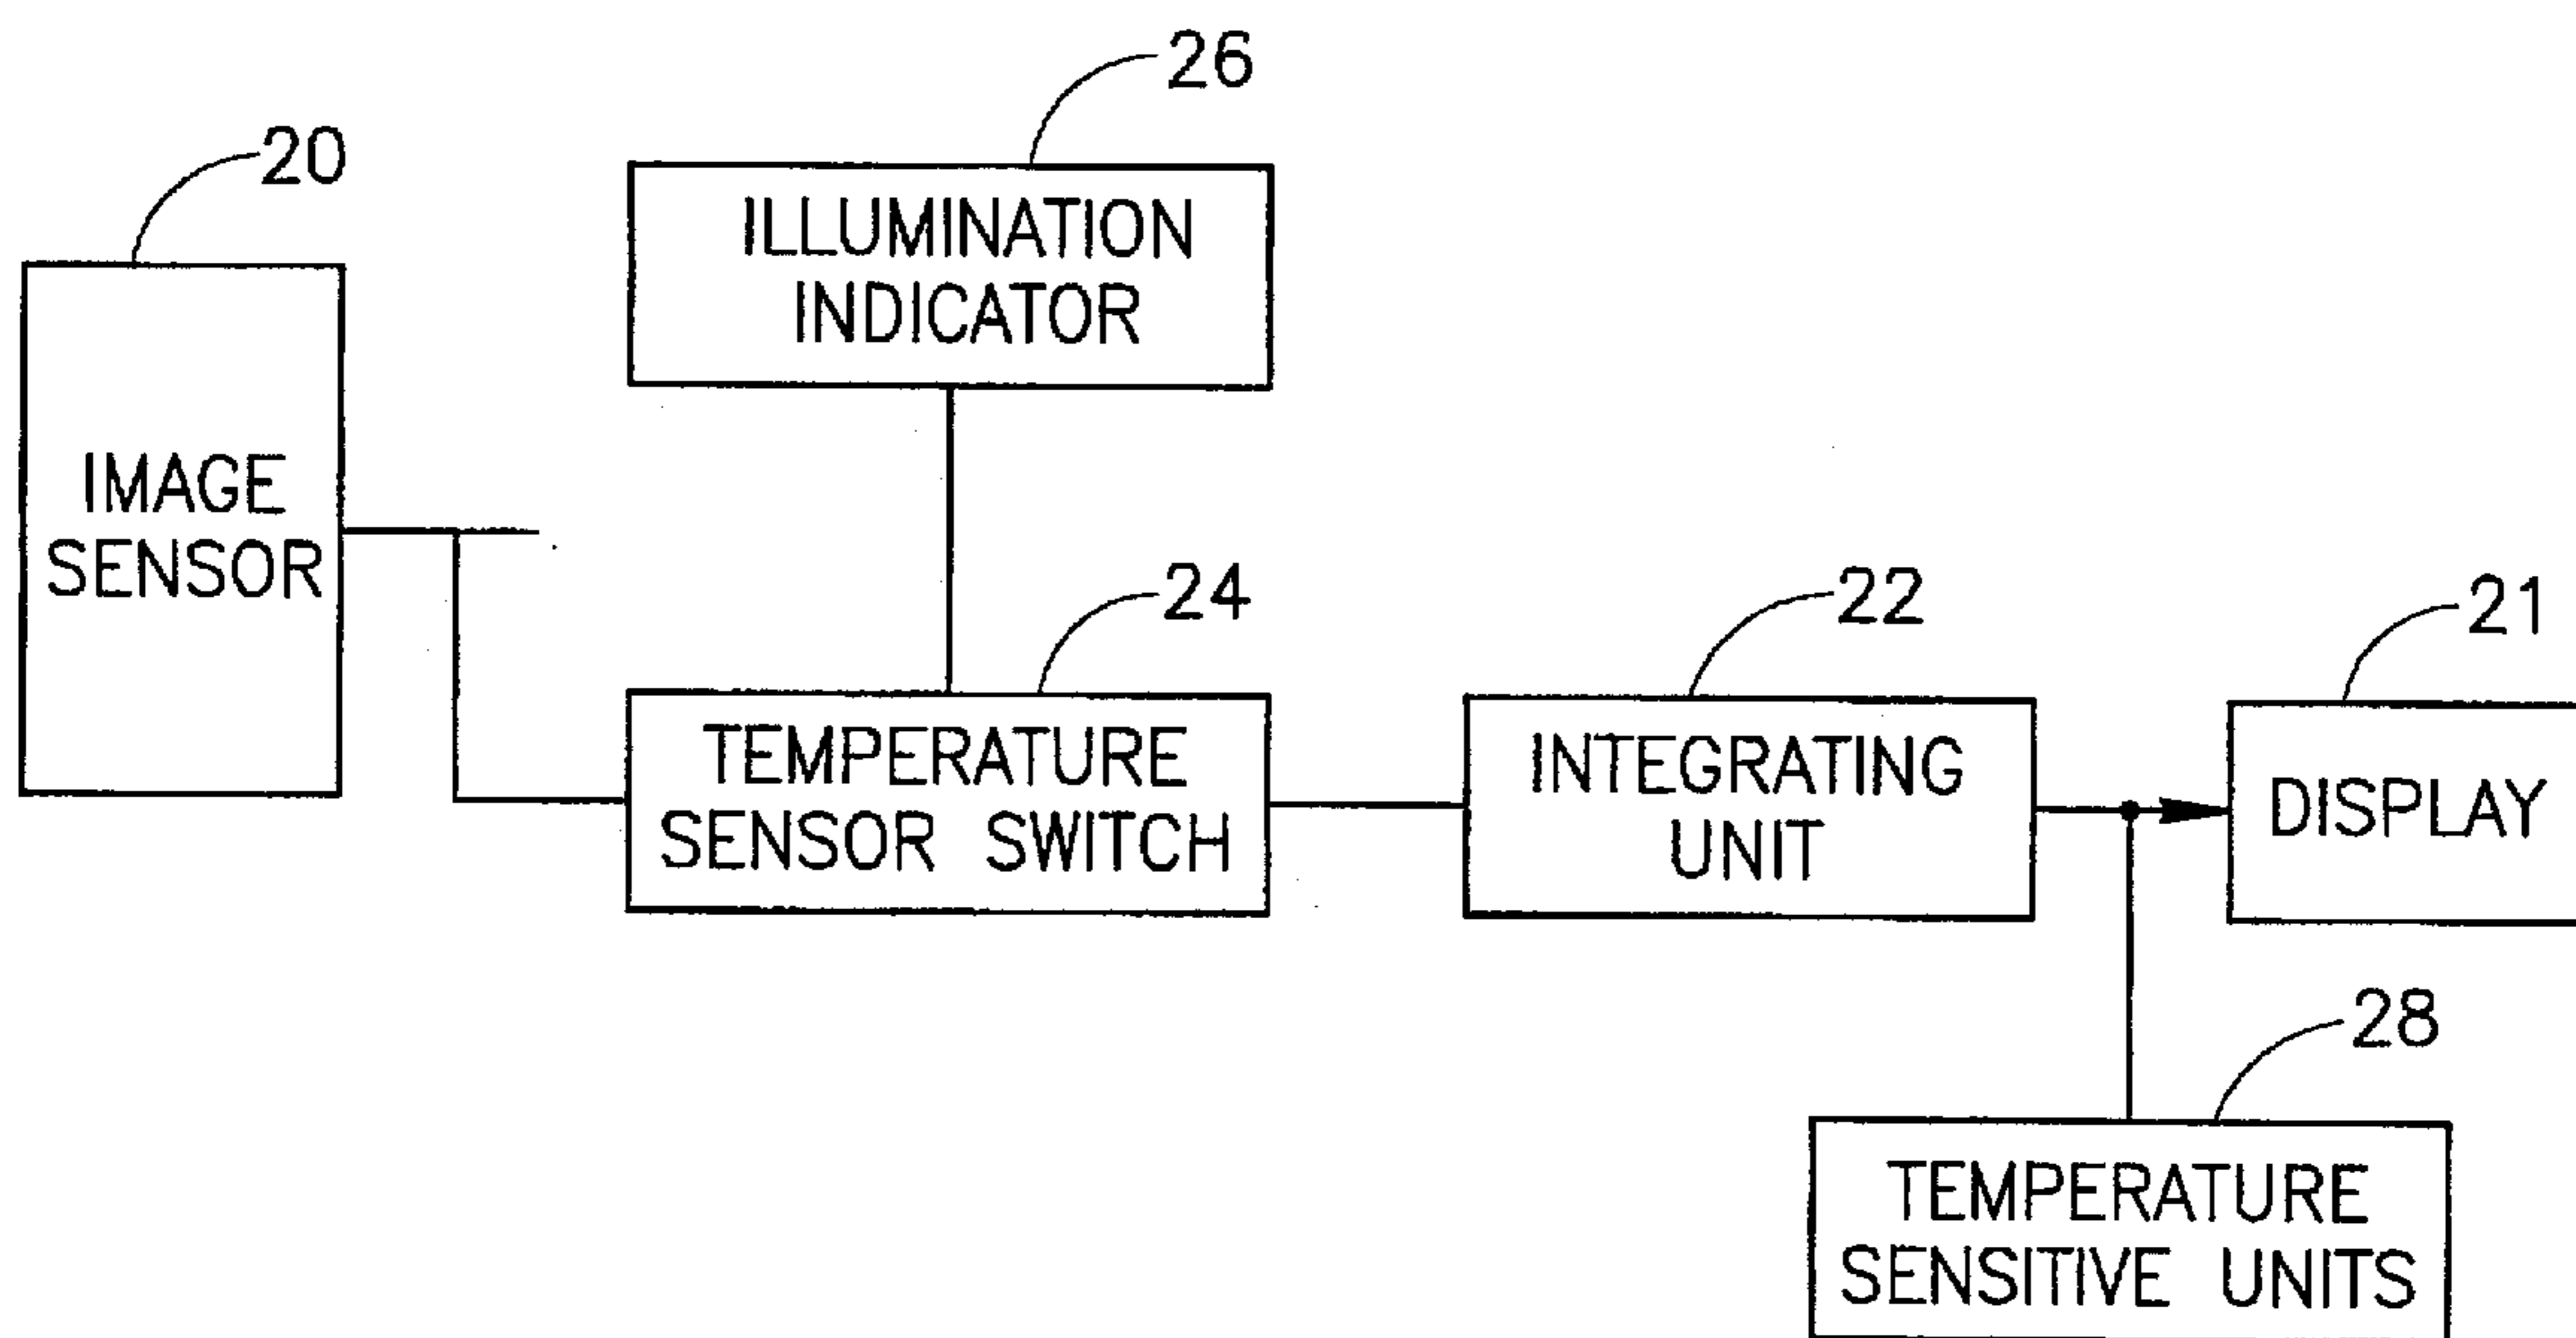 26
20
ILLUMINATION
INDICATOR
IMAGE
SENSOR
24
22
21
TEMPERATURE
SENSOR SWITCH
INTEGRATING
UNIT
DISPLAY
28
TEMPERATURE
SENSITIVE UNITS